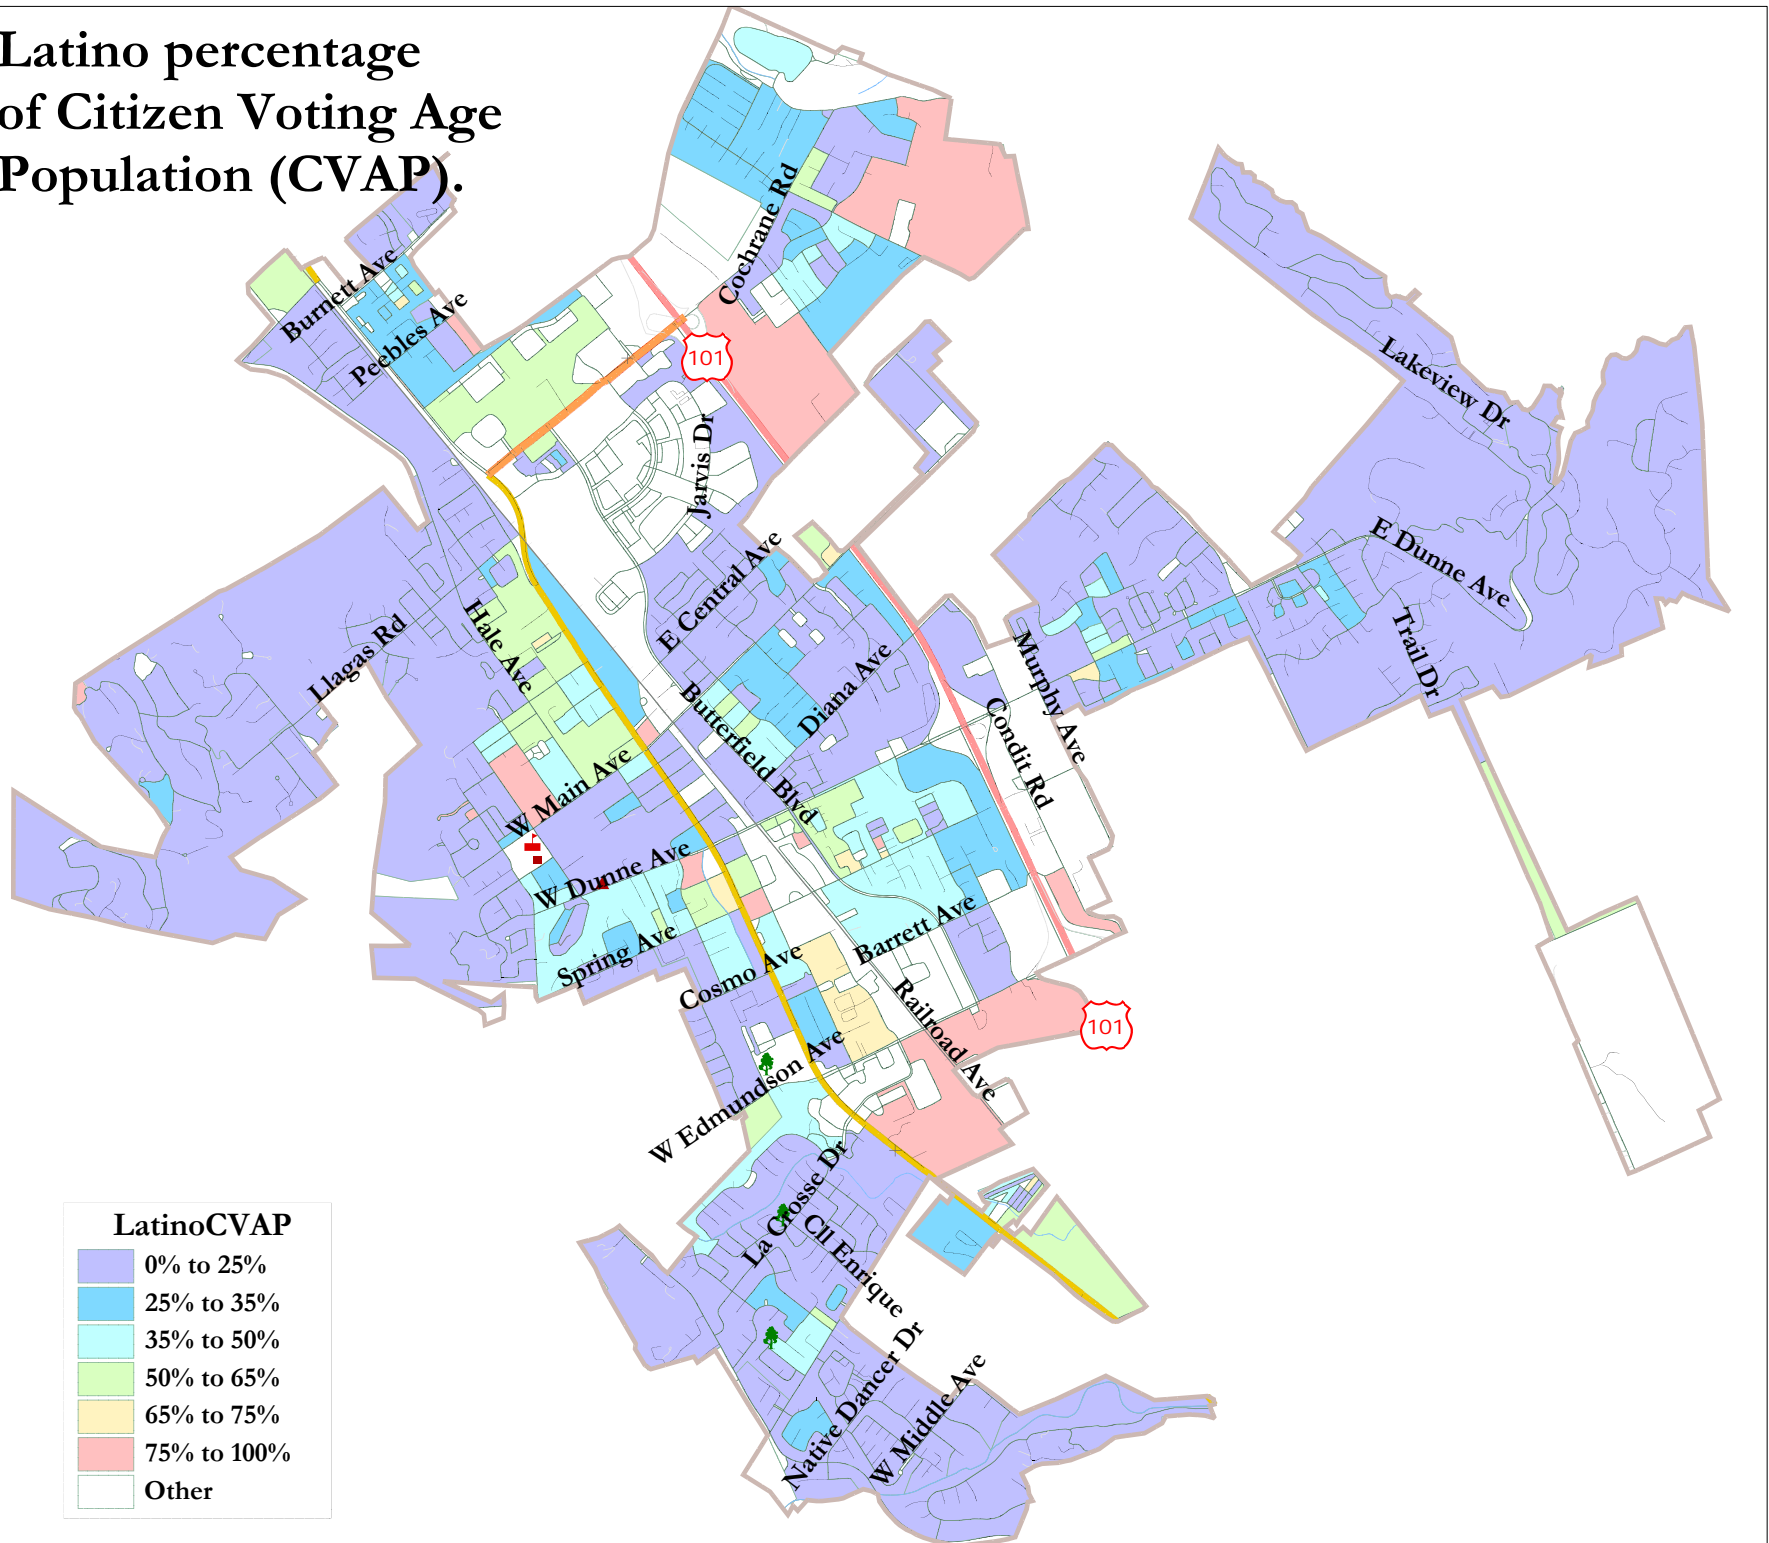 Latino percentage
of Citizen Voting Age
Population (CVAP).
Cochrane Rd
Burnett Ave
Peebles Ave
101
Lakeview Dr
Jarvis Dr
E Dunne Ave
E Central Ave
Hale Ave
Llagas Rd
Trail Dr
Murphy Ave
Diana Ave
Butterfield Blvd
Condit Rd
W Main Ave
W Dunne Ave
Spring Ave
Barrett Ave
Cosmo Ave
Railroad Ave
101
W Edmundson Ave
La Crosse Dr
Cll Enrique
Native Dancer Dr
W Middle Ave
LatinoCVAP
0% to 25%
25% to 35%
35% to 50%
50% to 65%
65% to 75%
75% to 100%
Other